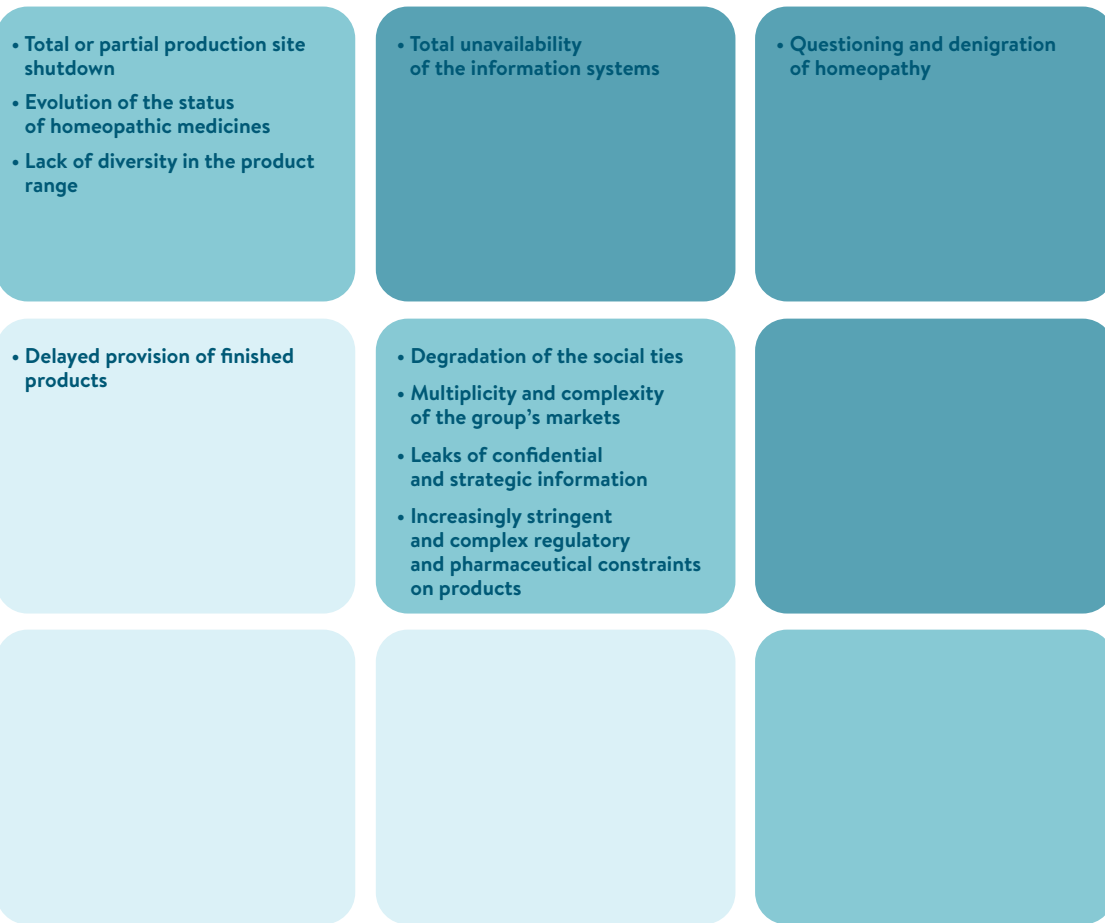 • Total or partial production site
shutdown
• Evolution of the status
of homeopathic medicines
• Lack of diversity in the product
range
• Total unavailability
of the information systems
• Questioning and denigration
of homeopathy
• Delayed provision of finished
products
• Degradation of the social ties
• Multiplicity and complexity
of the group’s markets
• Leaks of confidential
and strategic information
• Increasingly stringent
and complex regulatory
and pharmaceutical constraints
on products